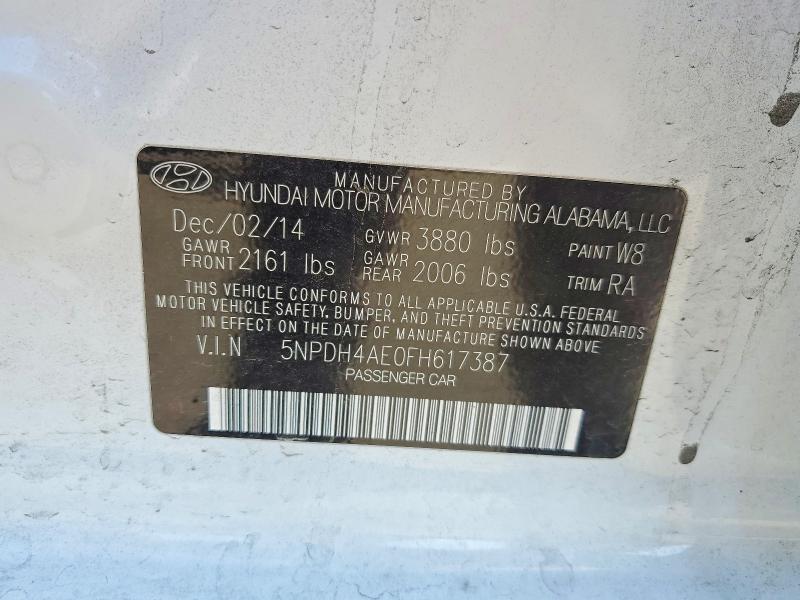 MANUFACTURED BY
HYUNDAI MOTOR MANUFACTURING ALABAMA, LLC
Dec/02/14 GVWR 3880 lbs PAINT W8
GAWR FRONT 2161 lbs GAWR REAR 2006 lbs TRIM RA
THIS VEHICLE CONFORMS TO ALL APPLICABLE U.S.A. FEDERAL
MOTOR VEHICLE SAFETY, BUMPER, AND THEFT PREVENTION STANDARDS
IN EFFECT ON THE DATE OF MANUFACTURE SHOWN ABOVE
V.I.N 5NPDH4AE0FH617387
PASSENGER CAR